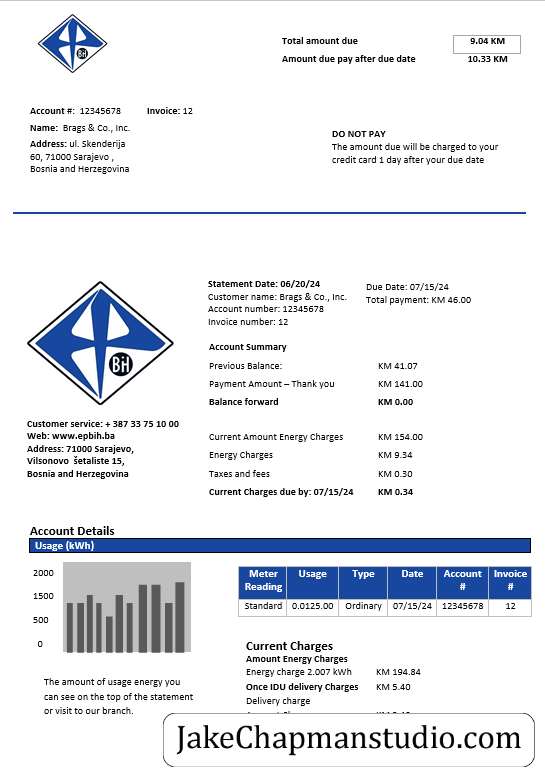 BiH
Total amount due 9.04 KM
Amount due pay after due date 10.33 KM
Account #: 12345678 Invoice: 12
Name: Brags & Co., Inc.
Address: ul. Skenderija
60, 71000 Sarajevo ,
Bosnia and Herzegovina
DO NOT PAY
The amount due will be charged to your
credit card 1 day after your due date
BiH
Customer service: + 387 33 75 10 00
Web: www.epbih.ba
Address: 71000 Sarajevo,
Vilsonovo šetaliste 15,
Bosnia and Herzegovina
Statement Date: 06/20/24
Customer name: Brags & Co., Inc.
Account number: 12345678
Invoice number: 12
Due Date: 07/15/24
Total payment: KM 46.00
Account Summary
Previous Balance: KM 41.07
Payment Amount – Thank you KM 141.00
Balance forward KM 0.00
Current Amount Energy Charges KM 154.00
Energy Charges KM 9.34
Taxes and fees KM 0.30
Current Charges due by: 07/15/24 KM 0.34
Account Details
Usage (kWh)
2000
1500
500
0
The amount of usage energy you
can see on the top of the statement
or visit to our branch.
Meter Reading Usage Type Date Account # Invoice #
Standard 0.0125.00 Ordinary 07/15/24 12345678 12
Current Charges
Amount Energy Charges
Energy charge 2.007 kWh KM 194.84
Once IDU delivery Charges KM 5.40
Delivery charge
JakeChapmanstudio.com